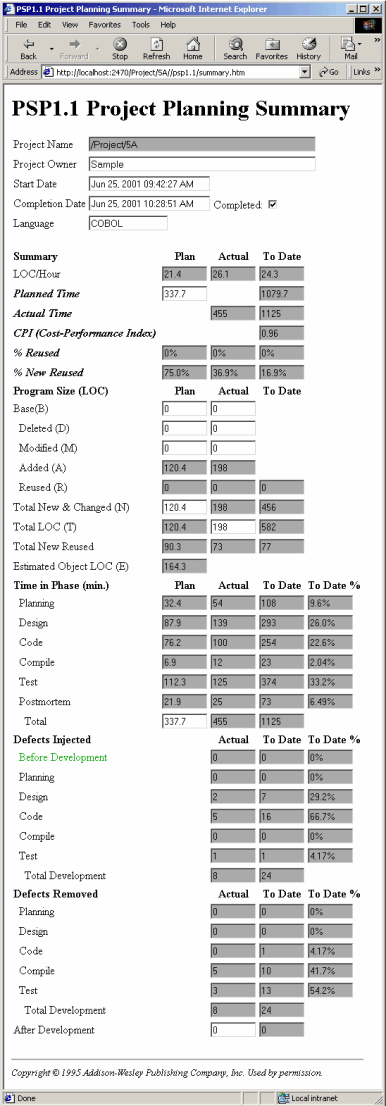 PSP1.1 Project Planning Summary - Microsoft Internet Explorer
File Edit View Favorites Tools Help
Back Forward Stop Refresh Home Search Favorites History Mail
Address http://localhost:2470/Project/5A//psp1.1/summary.htm Go Links »
PSP1.1 Project Planning Summary
Project Name /Project/5A
Project Owner Sample
Start Date Jun 25, 2001 09:42:27 AM
Completion Date Jun 25, 2001 10:28:51 AM Completed:
Language COBOL
Summary Plan Actual To Date
LOC/Hour 21.4 26.1 24.3
Planned Time 337.7 1079.7
Actual Time 455 1125
CPI (Cost-Performance Index) 0.96
% Reused 0% 0% 0%
% New Reused 75.0% 36.9% 16.9%
Program Size (LOC) Plan Actual To Date
Base(B) 0 0
Deleted (D) 0 0
Modified (M) 0 0
Added (A) 120.4 198
Reused (R) 0 0 0
Total New & Changed (N) 120.4 198 456
Total LOC (T) 120.4 198 582
Total New Reused 90.3 73 77
Estimated Object LOC (E) 164.3
Time in Phase (min.) Plan Actual To Date To Date %
Planning 32.4 54 108 9.6%
Design 87.9 139 293 26.0%
Code 76.2 100 254 22.6%
Compile 6.9 12 23 2.04%
Test 112.3 125 374 33.2%
Postmortem 21.9 25 73 6.49%
Total 337.7 455 1125
Defects Injected Actual To Date To Date %
Before Development 0 0 0%
Planning 0 0 0%
Design 2 7 29.2%
Code 5 16 66.7%
Compile 0 0 0%
Test 1 1 4.17%
Total Development 8 24
Defects Removed Actual To Date To Date %
Planning 0 0 0%
Design 0 0 0%
Code 0 1 4.17%
Compile 5 10 41.7%
Test 3 13 54.2%
Total Development 8 24
After Development 0 0
Copyright © 1995 Addison-Wesley Publishing Company, Inc. Used by permission.
Done Local intranet